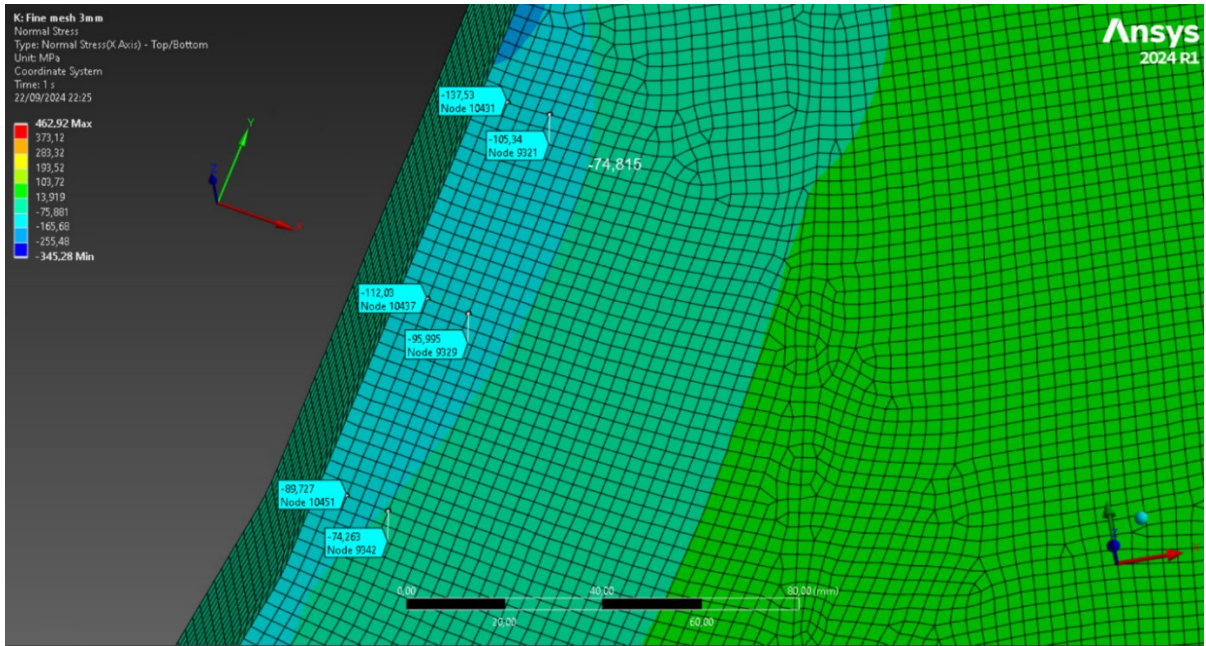 K: Fine mesh 3mm
Normal Stress
Type: Normal Stress(X Axis) - Top/Bottom
Unit: MPa
Coordinate System
Time: 1 s
22/09/2024 22:25
462,92 Max
373,12
283,32
193,52
103,72
13,919
-75,881
-165,68
-255,48
-345,28 Min
Y
Z
X
Ansys
2024 R1
-137,53
Node 10431
-105,34
Node 9321
-74,815
-112,03
Node 10437
-95,995
Node 9329
-89,727
Node 10451
-74,263
Node 9342
0,00
40,00
80,00 (mm)
20,00
60,00